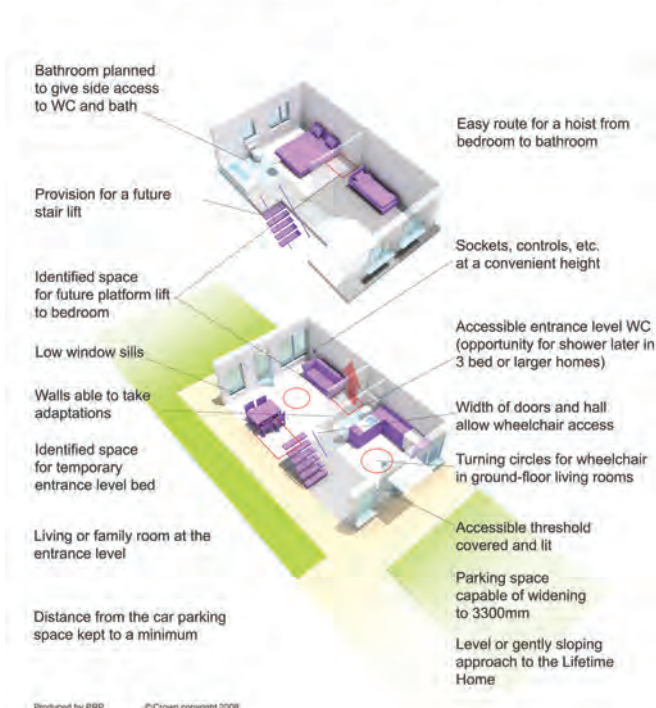 Bathroom planned
to give side access
to WC and bath
Provision for a future
stair lift
Identified space
for future platform lift
to bedroom
Low window sills
Walls able to take
adaptations
Identified space
for temporary
entrance level bed
Living or family room at the
entrance level
Distance from the car parking
space kept to a minimum
Easy route for a hoist from
bedroom to bathroom
Sockets, controls, etc.
at a convenient height
Accessible entrance level WC
(opportunity for shower later in
3 bed or larger homes)
Width of doors and hall
allow wheelchair access
Turning circles for wheelchair
in ground-floor living rooms
Accessible threshold
covered and lit
Parking space
capable of widening
to 3300mm
Level or gently sloping
approach to the Lifetime
Home
Produced by PRP ©Crown copyright 2008